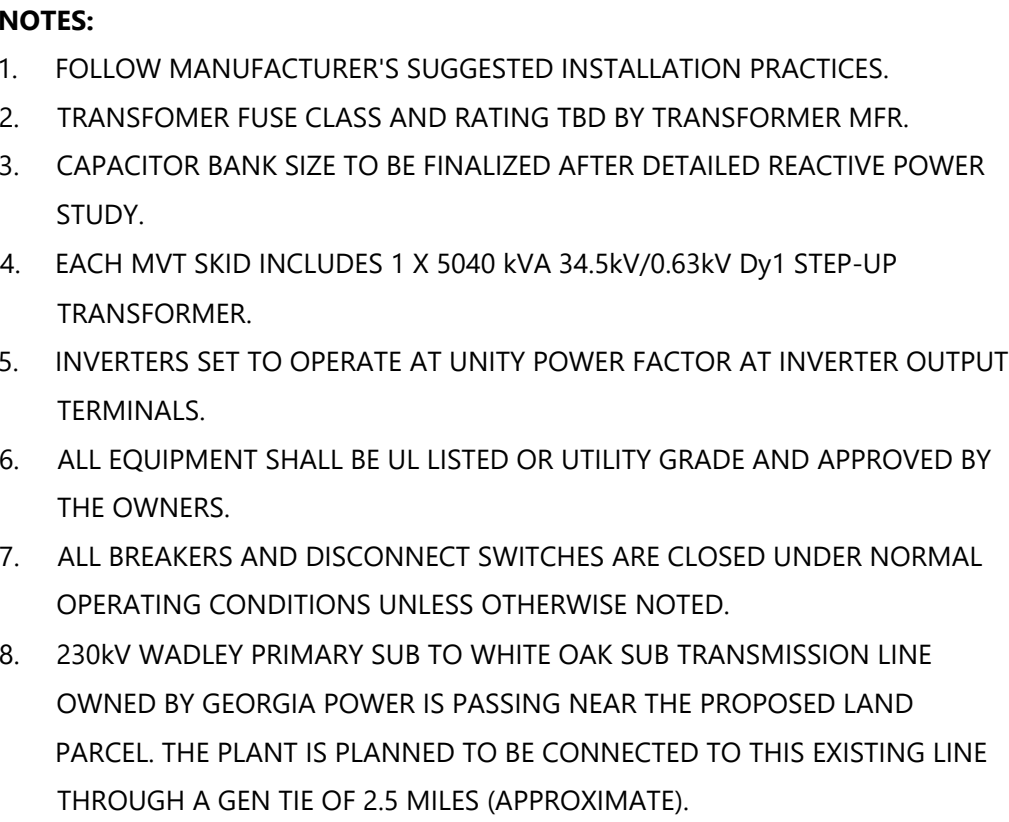 NOTES:
1. FOLLOW MANUFACTURER'S SUGGESTED INSTALLATION PRACTICES.
2. TRANSFOMER FUSE CLASS AND RATING TBD BY TRANSFORMER MFR.
3. CAPACITOR BANK SIZE TO BE FINALIZED AFTER DETAILED REACTIVE POWER
STUDY.
4. EACH MVT SKID INCLUDES 1 X 5040 kVA 34.5kV/0.63kV Dy1 STEP-UP
TRANSFORMER.
5. INVERTERS SET TO OPERATE AT UNITY POWER FACTOR AT INVERTER OUTPUT
TERMINALS.
6. ALL EQUIPMENT SHALL BE UL LISTED OR UTILITY GRADE AND APPROVED BY
THE OWNERS.
7. ALL BREAKERS AND DISCONNECT SWITCHES ARE CLOSED UNDER NORMAL
OPERATING CONDITIONS UNLESS OTHERWISE NOTED.
8. 230kV WADLEY PRIMARY SUB TO WHITE OAK SUB TRANSMISSION LINE
OWNED BY GEORGIA POWER IS PASSING NEAR THE PROPOSED LAND
PARCEL. THE PLANT IS PLANNED TO BE CONNECTED TO THIS EXISTING LINE
THROUGH A GEN TIE OF 2.5 MILES (APPROXIMATE).